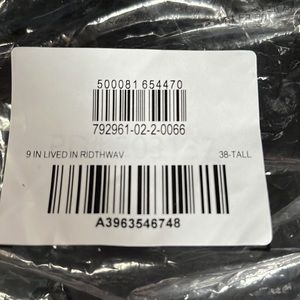 500081 654470
792961-02-2-0066
9 IN LIVED IN RIDTHWAV 38-TALL
A3963546748